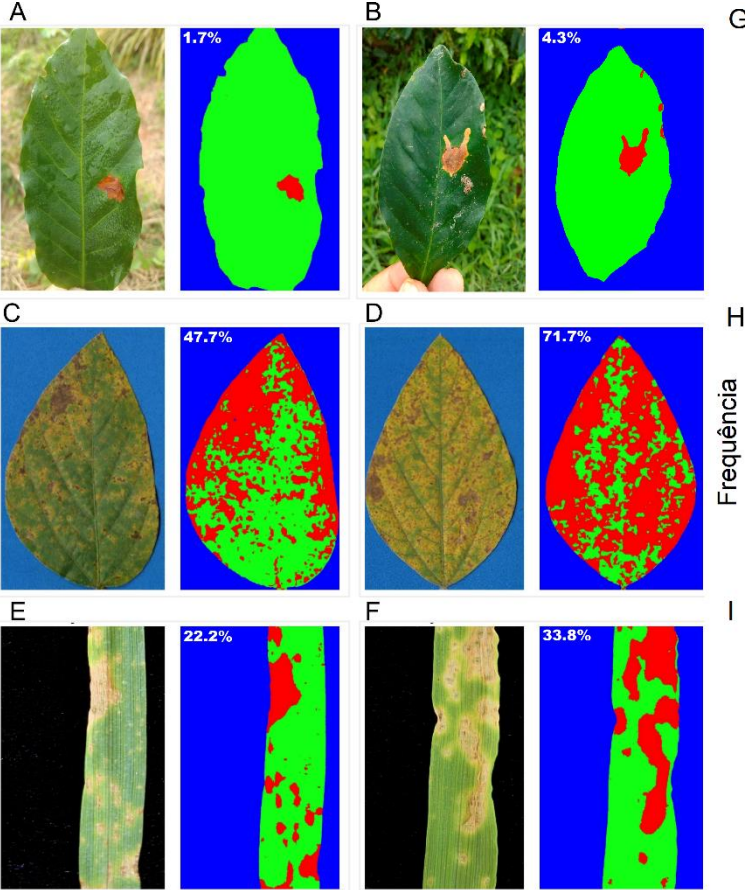 A
B
G
1.7%
4.3%
C
D
H
47.7%
71.7%
Frequência
E
F
I
22.2%
33.8%